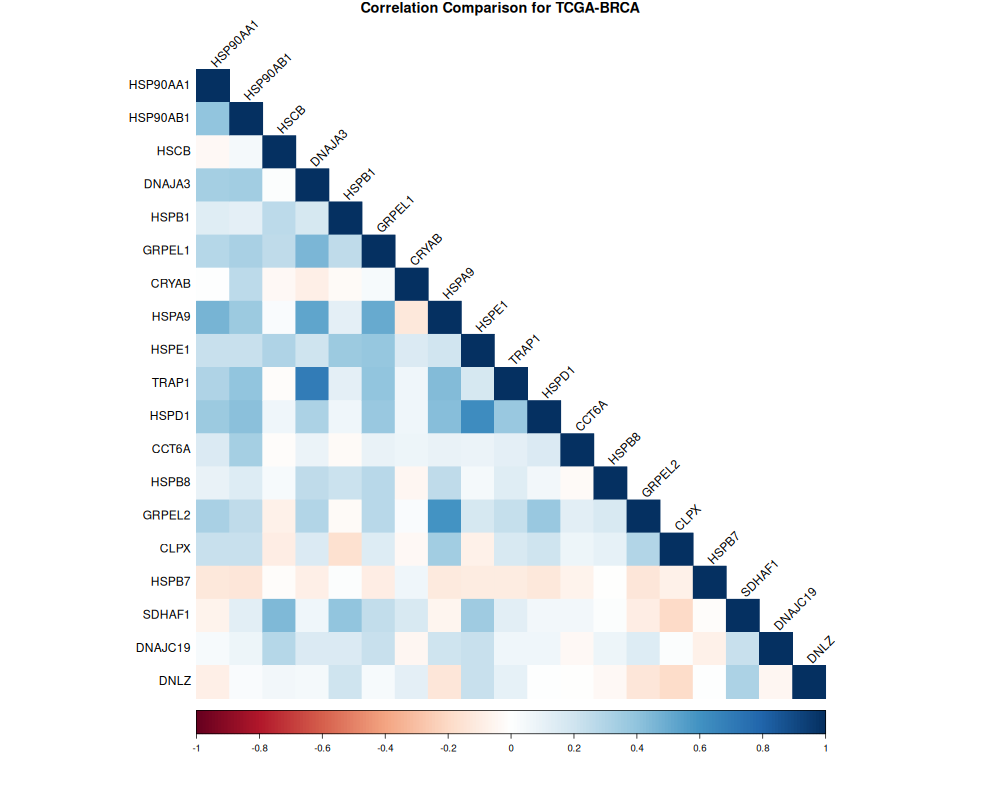 Correlation Comparison for TCGA-BRCA
HSP90AA1
HSP90AA1
HSP90AB1
HSP90AB1
HSCB
HSCB
DNAJA3
DNAJA3
HSPB1
HSPB1
GRPEL1
GRPEL1
CRYAB
CRYAB
HSPA9
HSPA9
HSPE1
HSPE1
TRAP1
TRAP1
HSPD1
HSPD1
CCT6A
CCT6A
HSPB8
HSPB8
GRPEL2
GRPEL2
CLPX
CLPX
HSPB7
HSPB7
SDHAF1
SDHAF1
DNAJC19
DNAJC19
DNLZ
DNLZ
-1 -0.8 -0.6 -0.4 -0.2 0 0.2 0.4 0.6 0.8 1